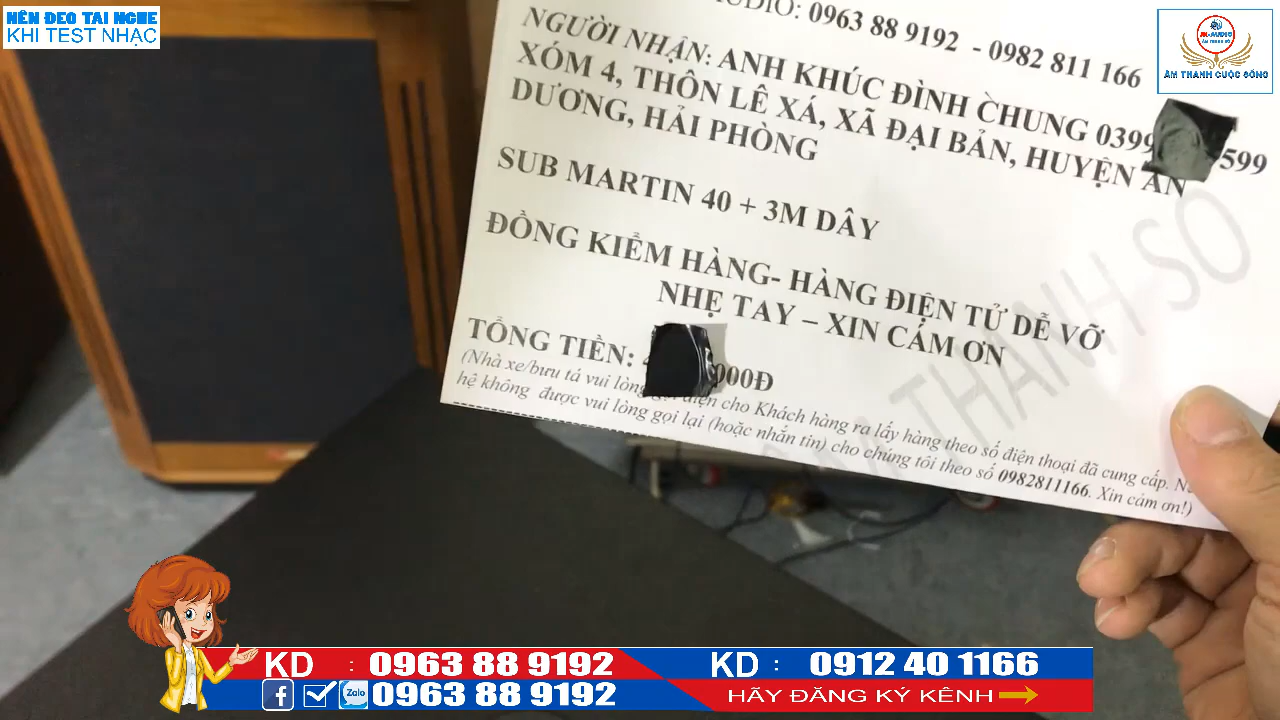 NÊN ĐEO TAI NGHE
KHI TEST NHẠC
AUDIO: 0963 88 9192 - 0982 811 166
NGƯỜI NHẬN: ANH KHÚC ĐÌNH CHUNG 0399 599
XÓM 4, THÔN LÊ XÁ, XÃ ĐẠI BẢN, HUYỆN AN
DƯƠNG, HẢI PHÒNG
SUB MARTIN 40 + 3M DÂY
ĐỒNG KIỂM HÀNG- HÀNG ĐIỆN TỬ DỄ VỠ
NHẸ TAY – XIN CÁM ƠN
TỔNG TIỀN: 000Đ
(Nhà xe/bưu tá vui lòng gọi điện cho Khách hàng ra lấy hàng theo số điện thoại đã cung cấp.
hệ không được vui lòng gọi lại (hoặc nhắn tin) cho chúng tôi theo số 0982811166. Xin cảm ơn!)
THANH SO
ÂM THANH CUỘC SỐNG
KD : 0963 88 9192
KD : 0912 40 1166
f Zalo 0963 88 9192
HÃY ĐĂNG KÝ KÊNH